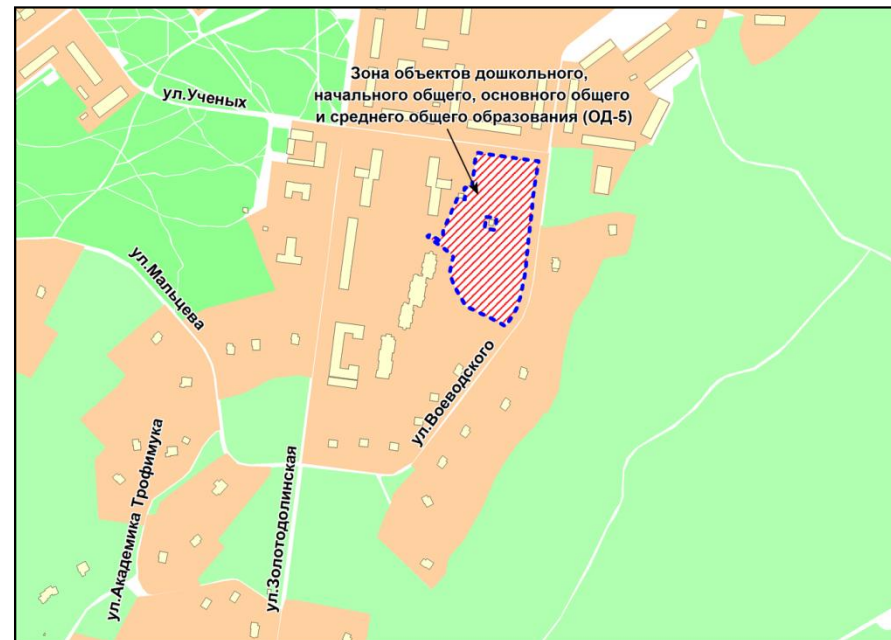 Зона объектов дошкольного,
начального общего, основного общего
и среднего общего образования (ОД-5)
ул.Ученых
ул.Мальцева
ул.Воеводского
ул.Академика Трофимука
ул.Золотодолинская